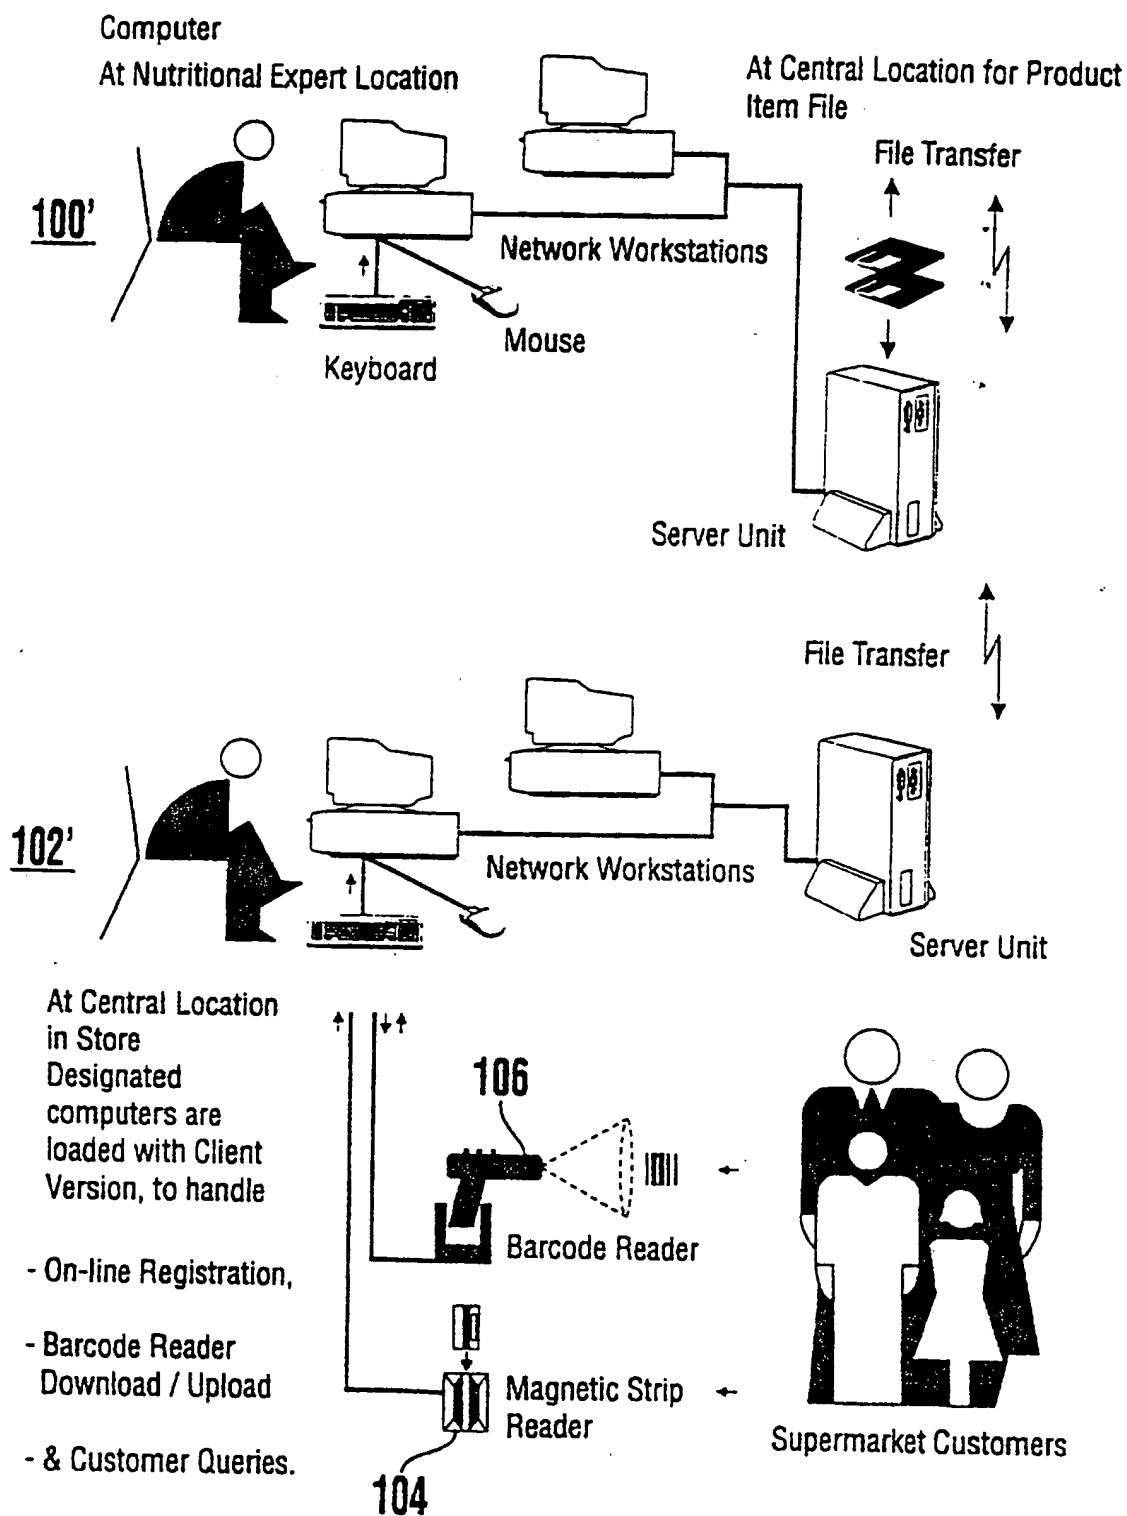 Computer
At Nutritional Expert Location
At Central Location for Product
Item File
File Transfer
100'
Network Workstations
Mouse
Keyboard
Server Unit
File Transfer
102'
Network Workstations
Server Unit
At Central Location
in Store
Designated
computers are
loaded with Client
Version, to handle
- On-line Registration,
- Barcode Reader
Download / Upload
- & Customer Queries.
106
Barcode Reader
Magnetic Strip
Reader
104
Supermarket Customers